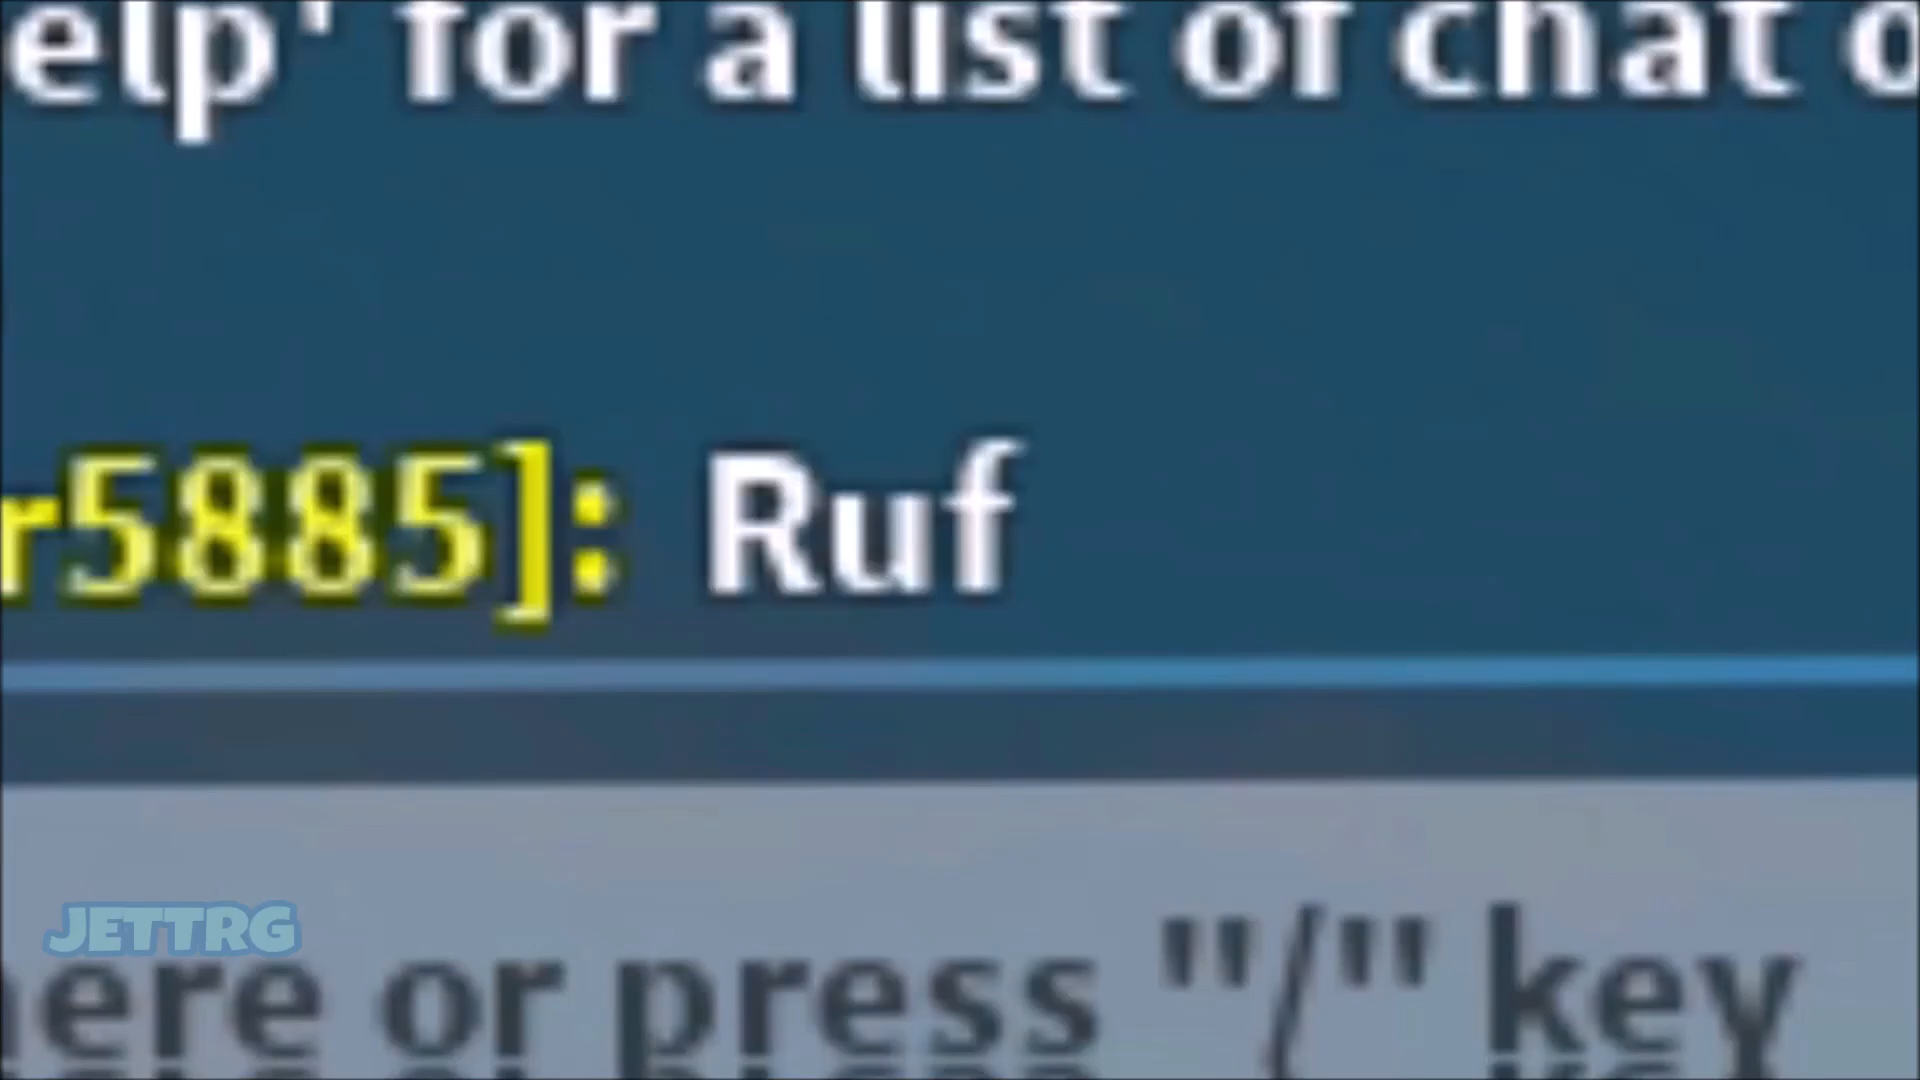 elp' for a list of chat
r5885]: Ruf
JETTRG
here or press "/" key